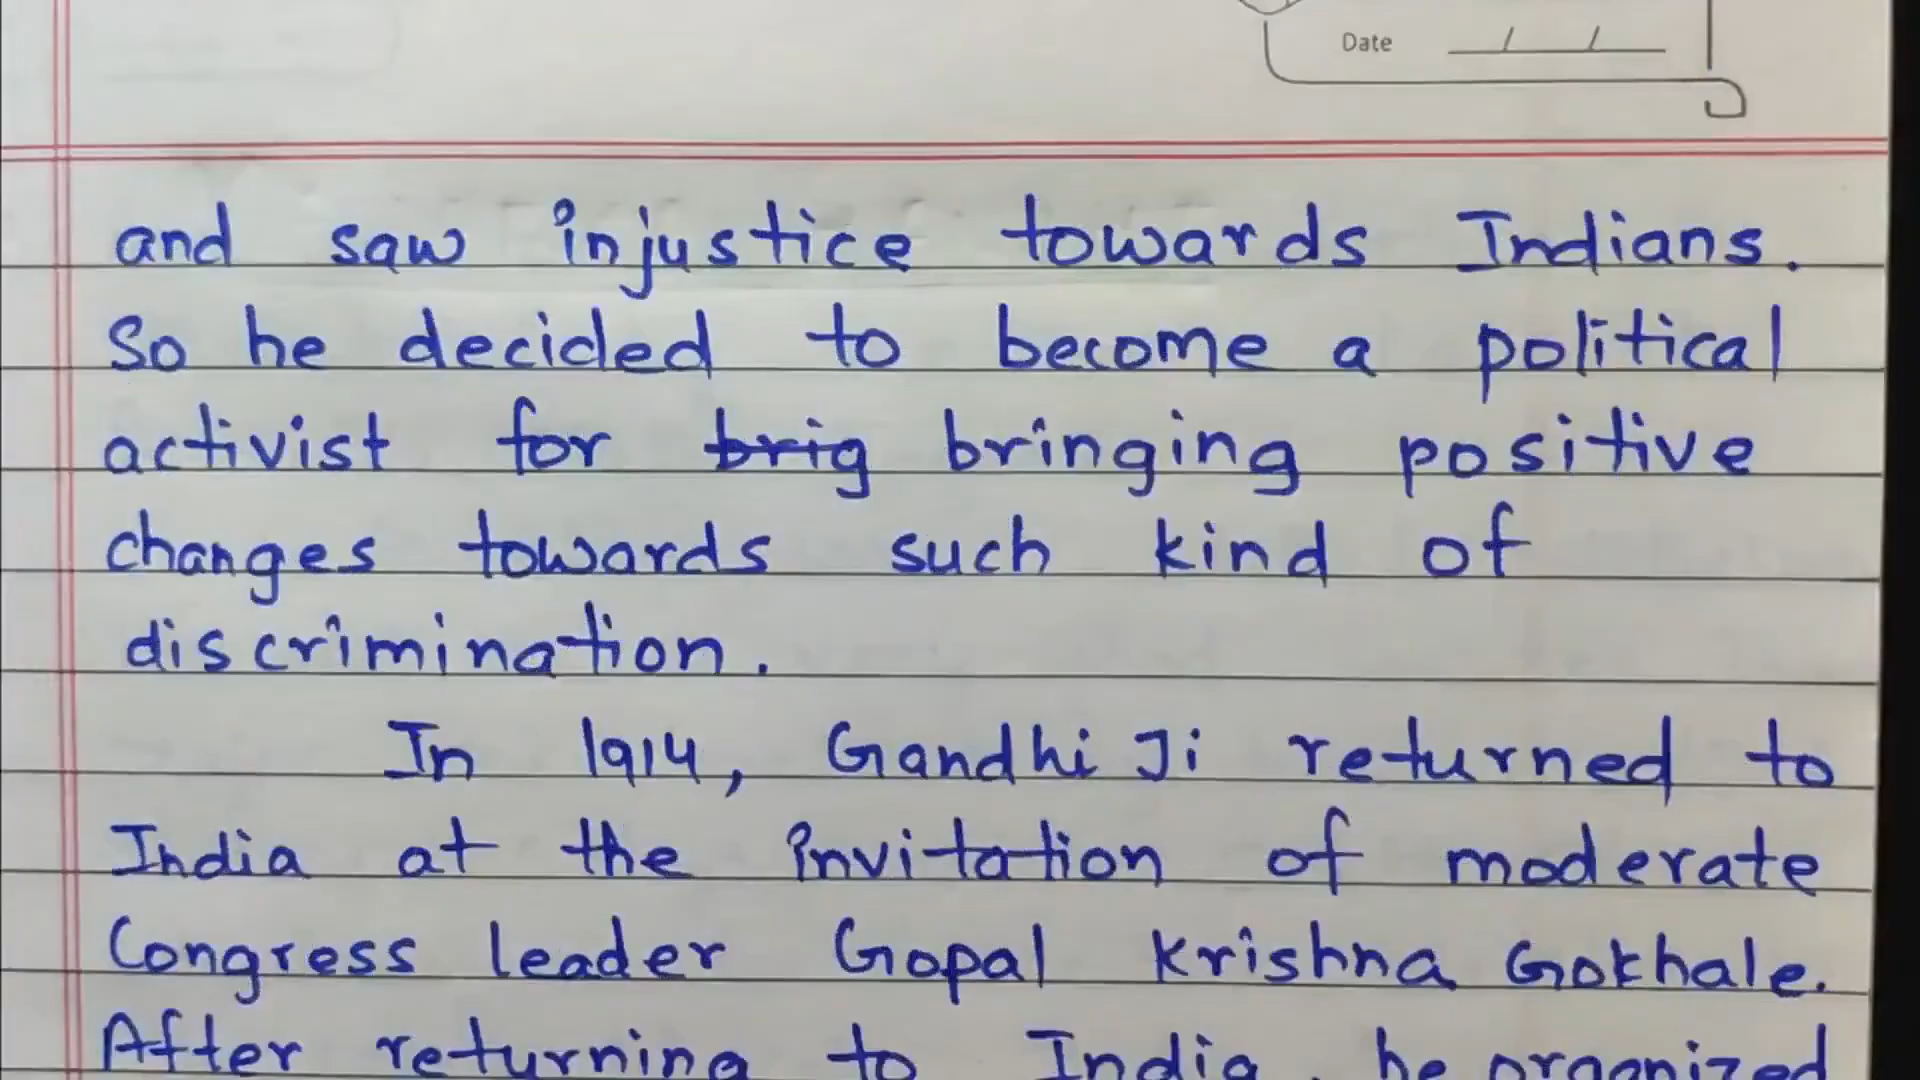 Date / /
and saw injustice towards Indians.
So he decided to become a political
activist for brig bringing positive
changes towards such kind of
discrimination.
In 1914, Gandhi Ji returned to
India at the invitation of moderate
Congress leader Gopal Krishna Gokhale.
After returning to India, he organized